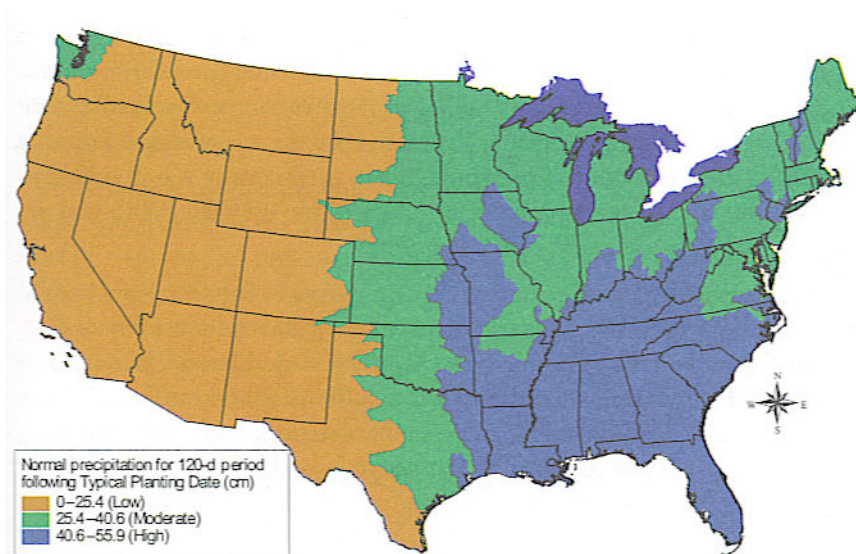 N
W E
S
Normal precipitation for 120-d period
following Typical Planting Date (cm)
0–25.4 (Low)
25.4–40.6 (Moderate)
40.6–55.9 (High)